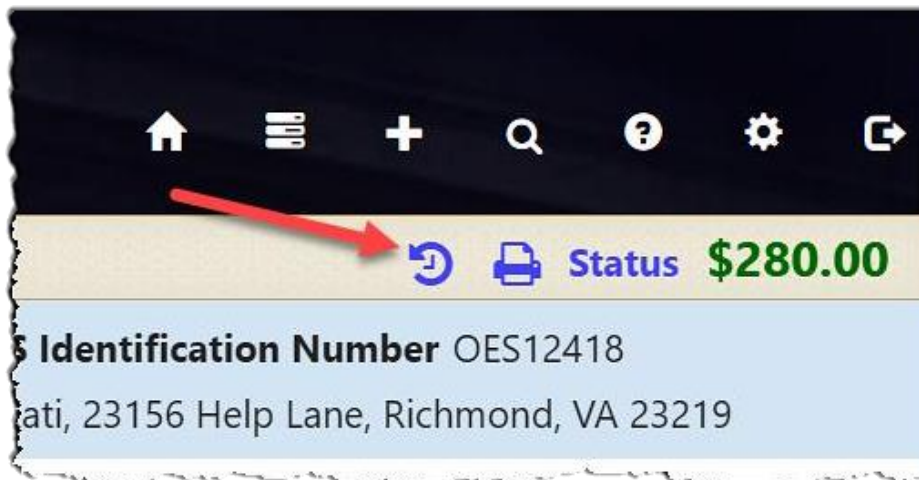 Status $280.00
Identification Number OES12418
ati, 23156 Help Lane, Richmond, VA 23219